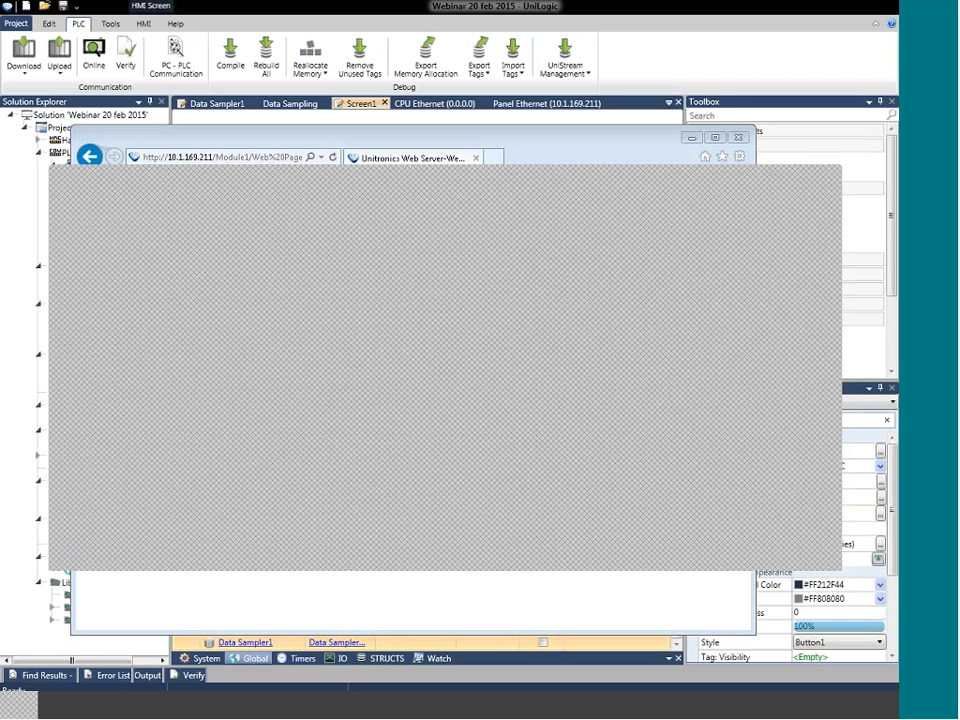 HMI Screen
Webinar 20 feb 2015 - UniLogic
Project Edit PLC Tools HMI Help
Download Upload Online Verify PC - PLC Communication Compile Rebuild All Reallocate Memory Remove Unused Tags Export Memory Allocation Export Tags Import Tags UniStream Management
Communication Debug
Solution Explorer Data Sampler1 Data Sampling Screen1 CPU Ethernet (0.0.0.0) Panel Ethernet (10.1.169.211) Toolbox
Solution 'Webinar 20 feb 2015' Search
http://10.1.169.211/Module1/Web%20Page Unitronics Web Server-We...
#FF212F44
#FF808080
0
100%
Data Sampler1 Data Sampler... Style Button1
System Global Timers IO STRUCTS Watch Tag: Visibility <Empty>
Find Results - Error List Output Verify